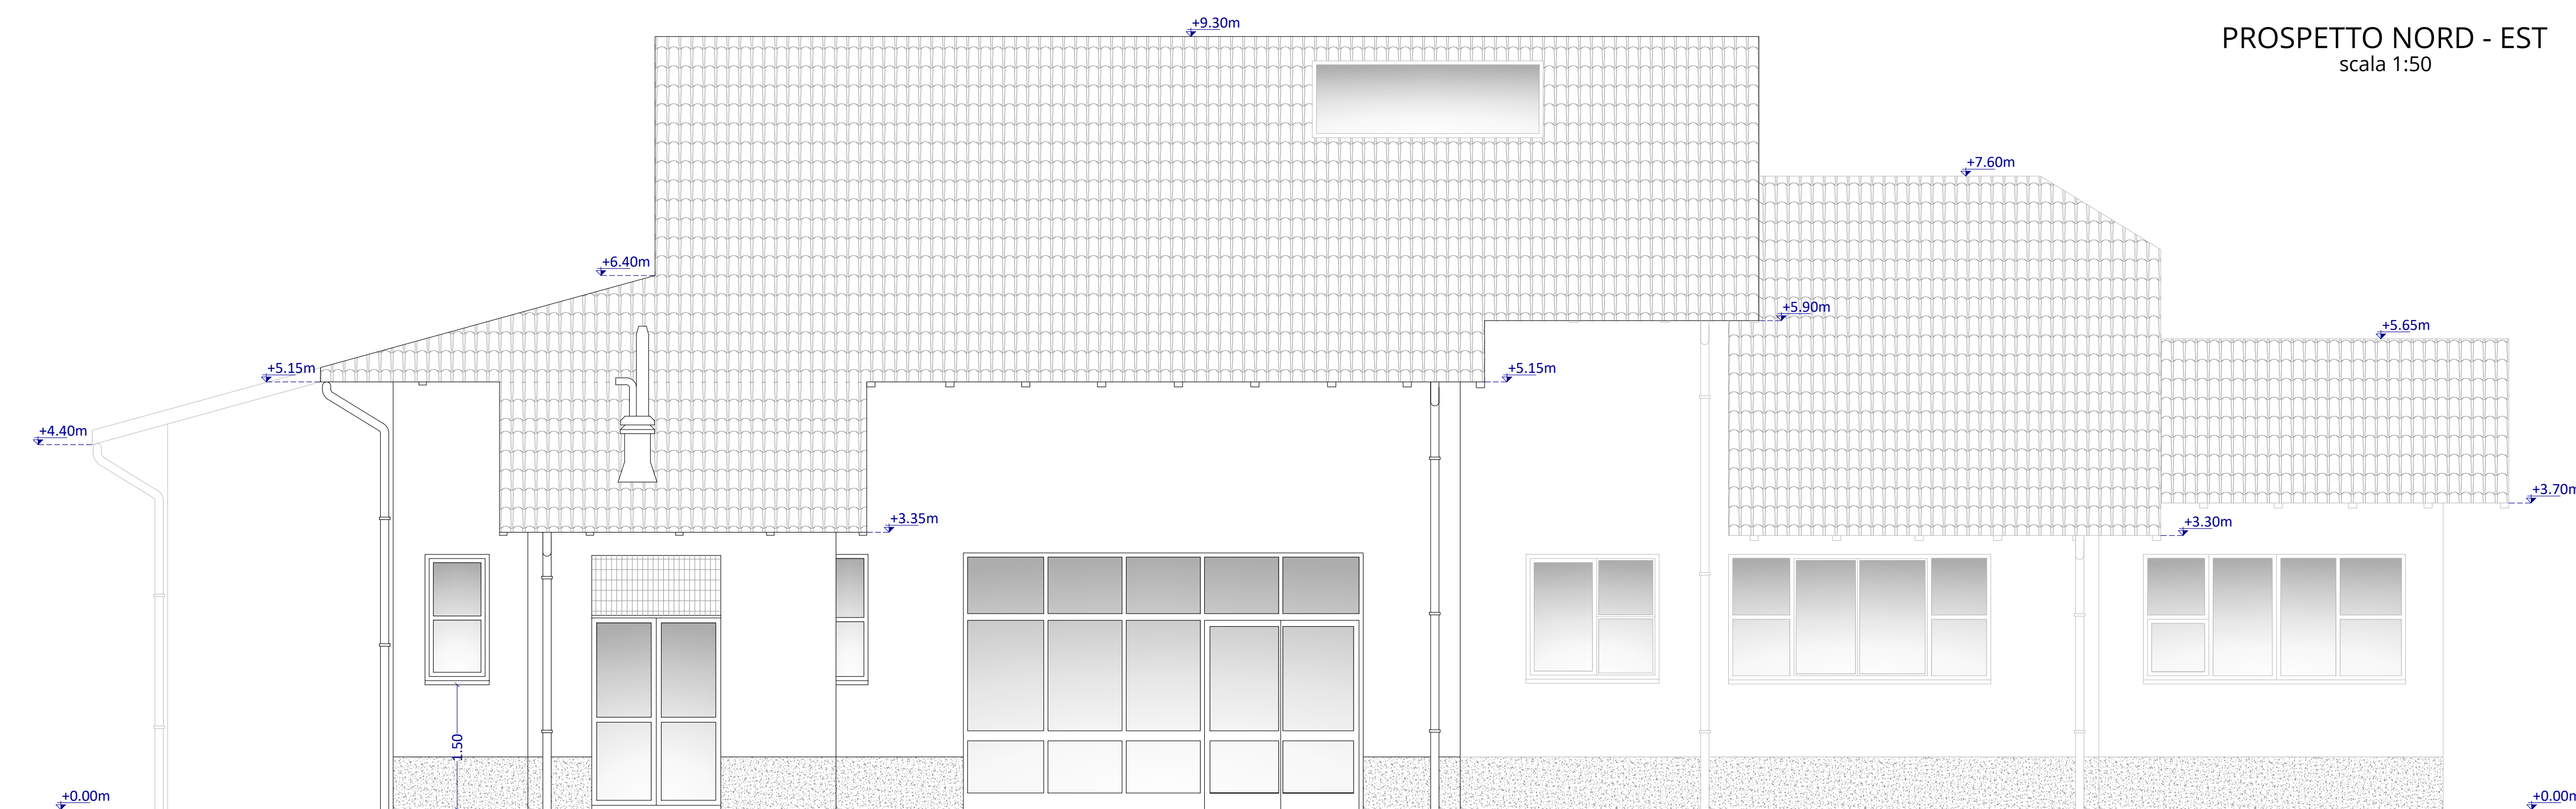 +9.30m
PROSPETTO NORD - EST
scala 1:50
+7.60m
+6.40m
+5.90m
+5.65m
+5.15m
+5.15m
+4.40m
+3.70m
+3.35m
+3.30m
1.50
+0.00m
+0.00m